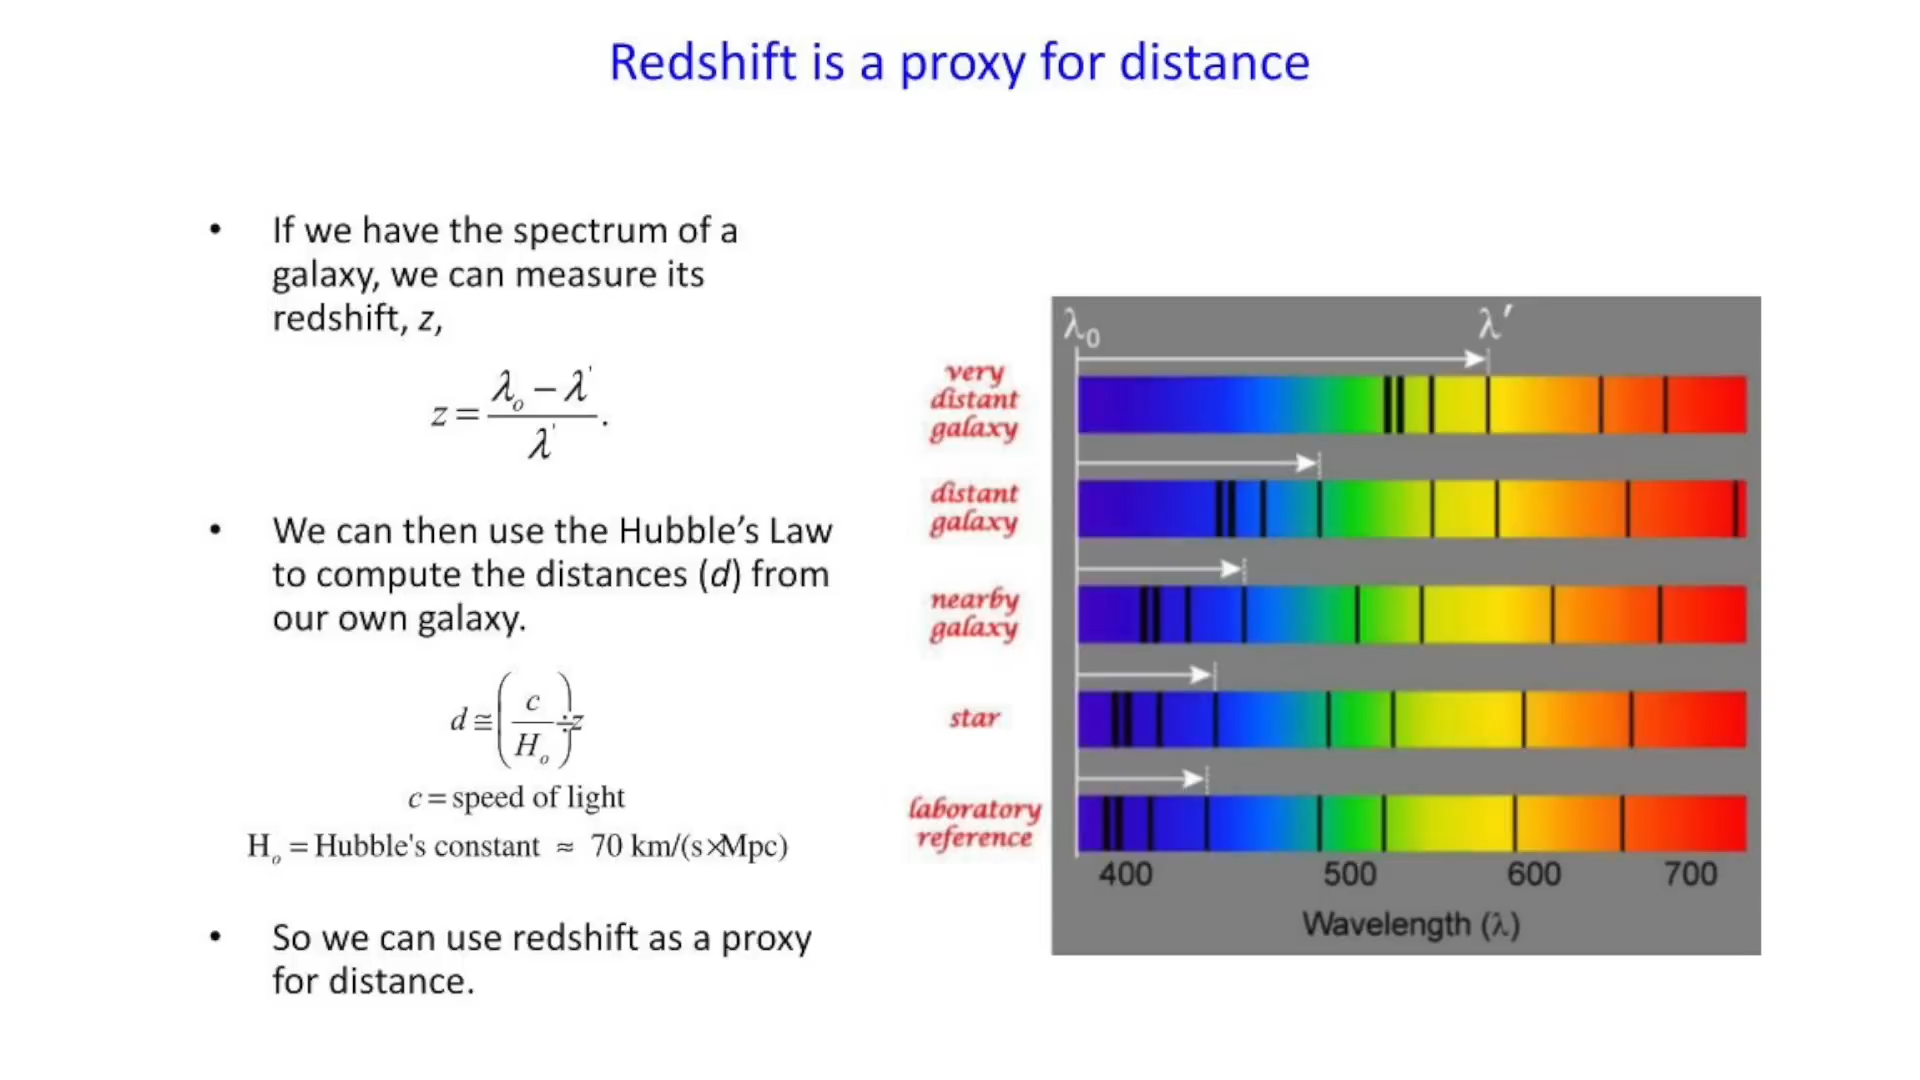 Redshift is a proxy for distance
• If we have the spectrum of a
galaxy, we can measure its
redshift, z,
z = (λₒ − λ') / λ' .
• We can then use the Hubble’s Law
to compute the distances (d) from
our own galaxy.
d ≅ (c / Hₒ) ÷ z
c = speed of light
Hₒ = Hubble's constant ≈ 70 km/(s×Mpc)
• So we can use redshift as a proxy
for distance.
λ₀ λ′
very
distant
galaxy
distant
galaxy
nearby
galaxy
star
laboratory
reference
400 500 600 700
Wavelength (λ)